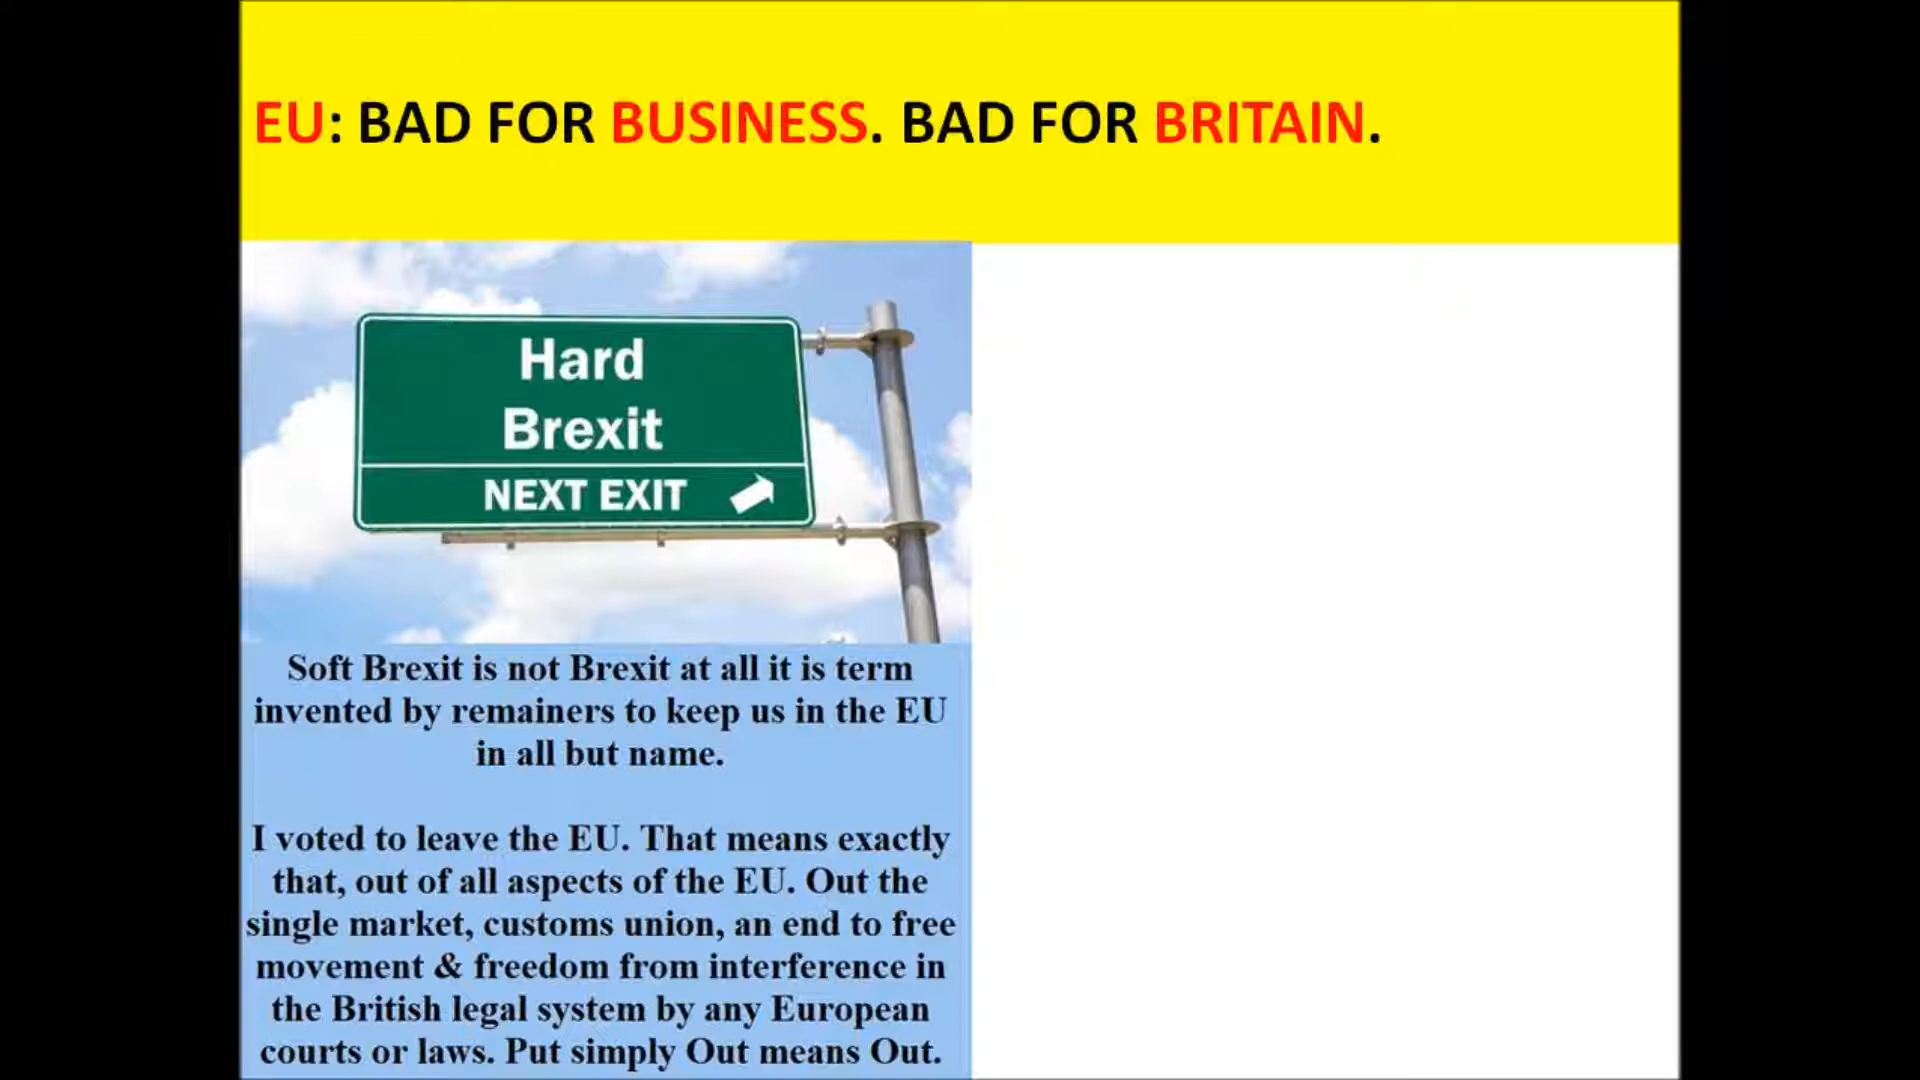 EU: BAD FOR BUSINESS. BAD FOR BRITAIN.
Hard
Brexit
NEXT EXIT
Soft Brexit is not Brexit at all it is term
invented by remainers to keep us in the EU
in all but name.
I voted to leave the EU. That means exactly
that, out of all aspects of the EU. Out the
single market, customs union, an end to free
movement & freedom from interference in
the British legal system by any European
courts or laws. Put simply Out means Out.